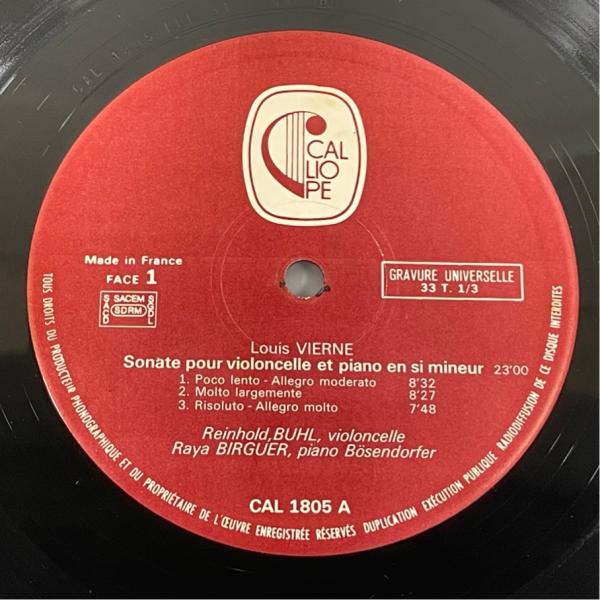 CAL
LIO
PE
Made in France
FACE 1
SACEM
SACD
SDRM
SGDL
GRAVURE UNIVERSELLE
33 T. 1/3
Louis VIERNE
Sonate pour violoncelle et piano en si mineur 23'00
1. Poco lento - Allegro moderato 8'32
2. Molto largemente 8'27
3. Risoluto - Allegro molto 7'48
Reinhold,BUHL, violoncelle
Raya BIRGUER, piano Bösendorfer
CAL 1805 A
TOUS DROITS DU PRODUCTEUR PHONOGRAPHIQUE ET DU PROPRIÉTAIRE DE L'ŒUVRE ENREGISTRÉE RÉSERVÉS DUPLICATION EXÉCUTION PUBLIQUE RADIODIFFUSION DE CE DISQUE INTERDITES